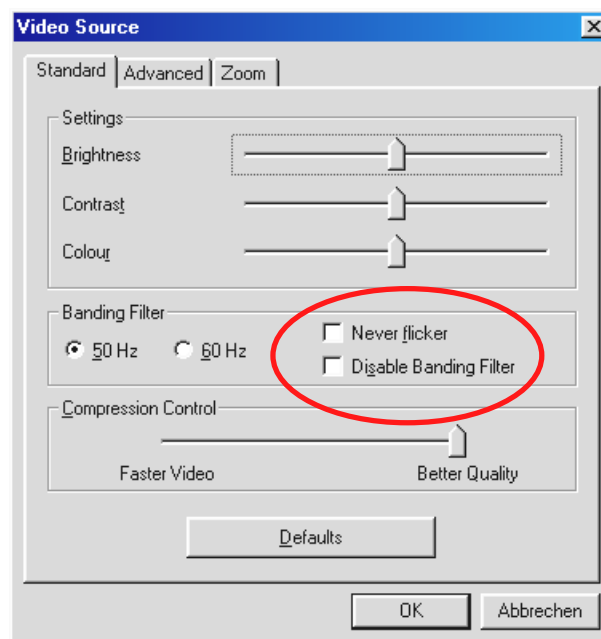 Video Source
Standard Advanced Zoom
Settings
Brightness
Contrast
Colour
Banding Filter
50 Hz 60 Hz
Never flicker
Disable Banding Filter
Compression Control
Faster Video Better Quality
Defaults
OK Abbrechen